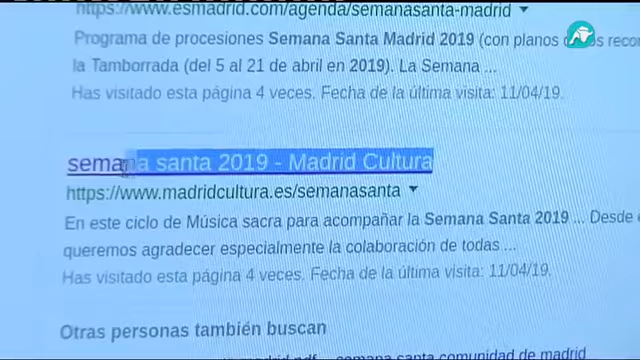 https://www.esmadrid.com/agenda/semanasanta-madrid
Programa de procesiones Semana Santa Madrid 2019 (con planos
la Tamborrada (del 5 al 21 de abril en 2019). La Semana ...
Has visitado esta página 4 veces. Fecha de la última visita: 11/04/19.
semana santa 2019 - Madrid Cultura
https://www.madridcultura.es/semanasanta
En este ciclo de Música sacra para acompañar la Semana Santa 2019 ... Desde
queremos agradecer especialmente la colaboración de todas ...
Has visitado esta página 4 veces. Fecha de la última visita: 11/04/19.
Otras personas también buscan
semana santa comunidad de madrid